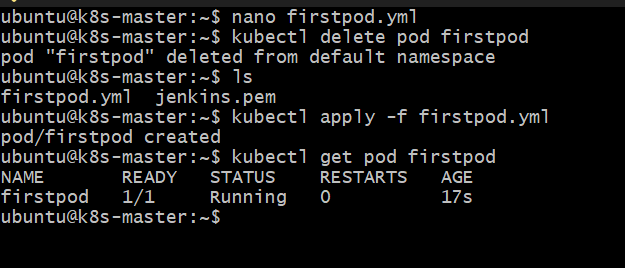 ubuntu@k8s-master:~$ nano firstpod.yml
ubuntu@k8s-master:~$ kubectl delete pod firstpod
pod "firstpod" deleted from default namespace
ubuntu@k8s-master:~$ ls
firstpod.yml  jenkins.pem
ubuntu@k8s-master:~$ kubectl apply -f firstpod.yml
pod/firstpod created
ubuntu@k8s-master:~$ kubectl get pod firstpod
NAME       READY   STATUS    RESTARTS   AGE
firstpod   1/1     Running   0          17s
ubuntu@k8s-master:~$